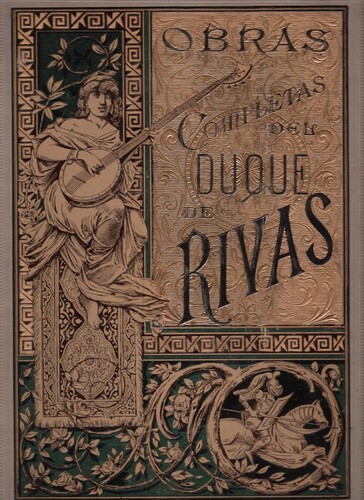 OBRAS
COMPLETAS
DEL
DUQUE
DE
RIVAS